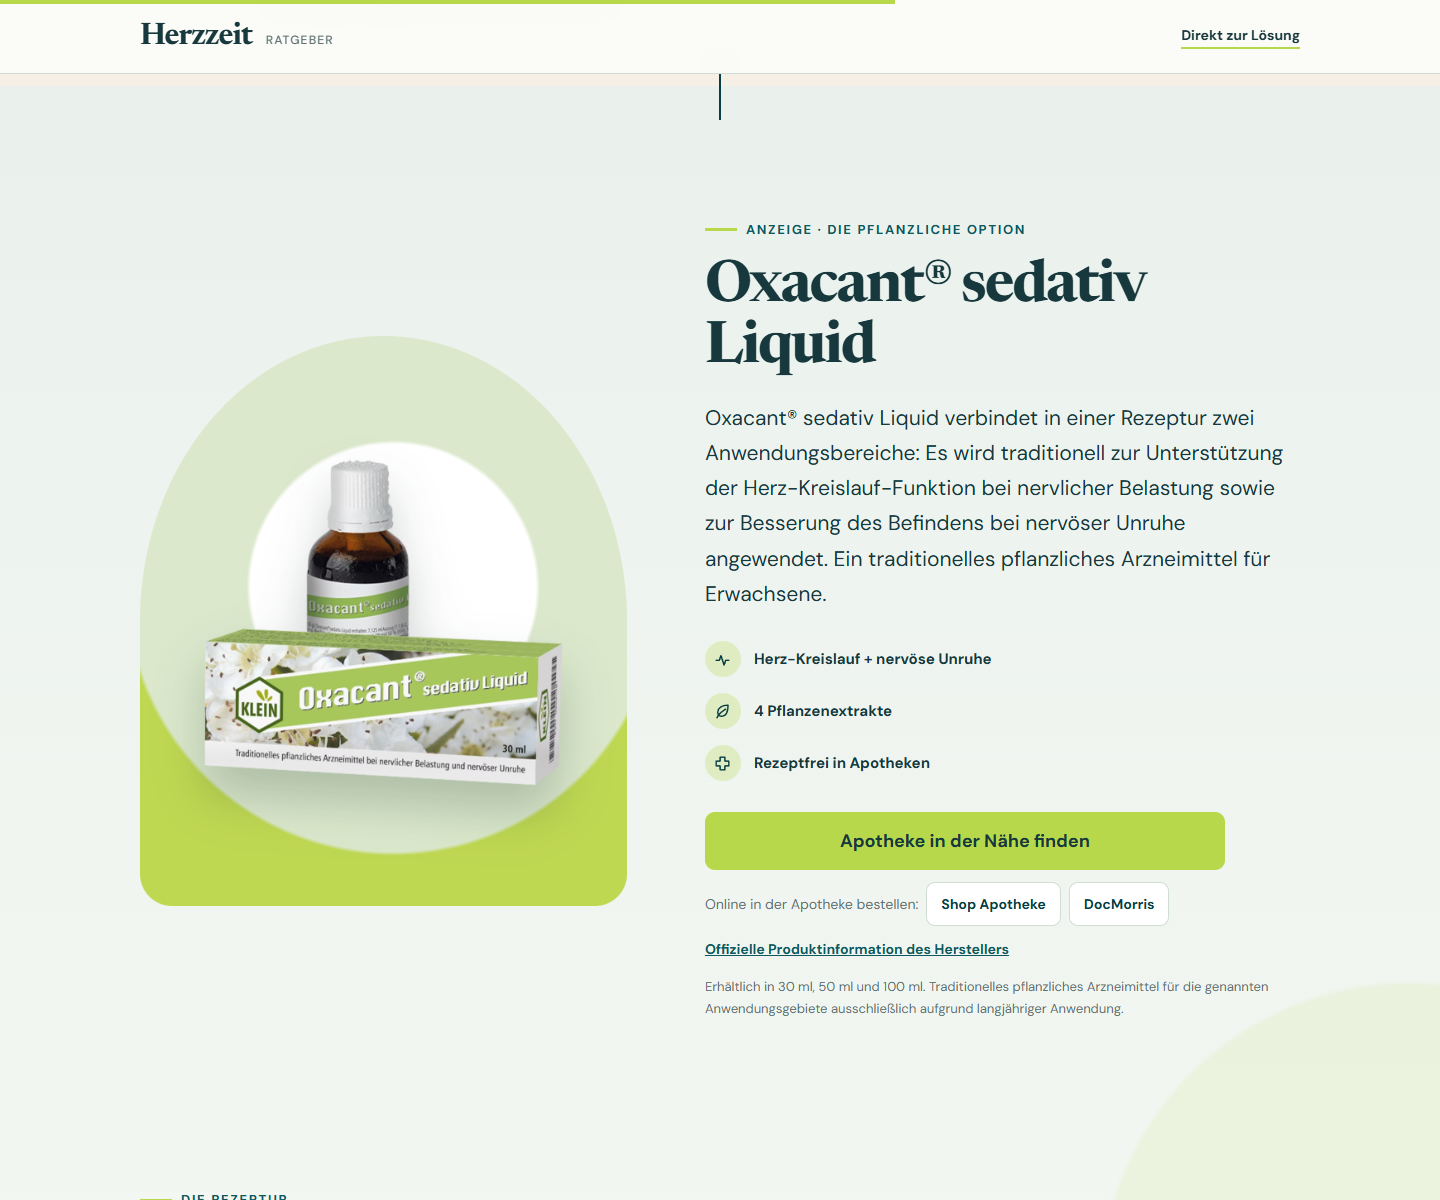 Herzzeit RATGEBER
Direkt zur Lösung
ANZEIGE · DIE PFLANZLICHE OPTION
Oxacant® sedativ
Liquid
Oxacant® sedativ Liquid verbindet in einer Rezeptur zwei
Anwendungsbereiche: Es wird traditionell zur Unterstützung
der Herz-Kreislauf-Funktion bei nervlicher Belastung sowie
zur Besserung des Befindens bei nervöser Unruhe
angewendet. Ein traditionelles pflanzliches Arzneimittel für
Erwachsene.
Oxacant® sedativ
KLEIN
Oxacant® sedativ Liquid
KLEIN
30 ml
Traditionelles pflanzliches Arzneimittel bei nervlicher Belastung und nervöser Unruhe
Herz-Kreislauf + nervöse Unruhe
4 Pflanzenextrakte
Rezeptfrei in Apotheken
Apotheke in der Nähe finden
Online in der Apotheke bestellen: Shop Apotheke DocMorris
Offizielle Produktinformation des Herstellers
Erhältlich in 30 ml, 50 ml und 100 ml. Traditionelles pflanzliches Arzneimittel für die genannten
Anwendungsgebiete ausschließlich aufgrund langjähriger Anwendung.
DIE REZEPTUR